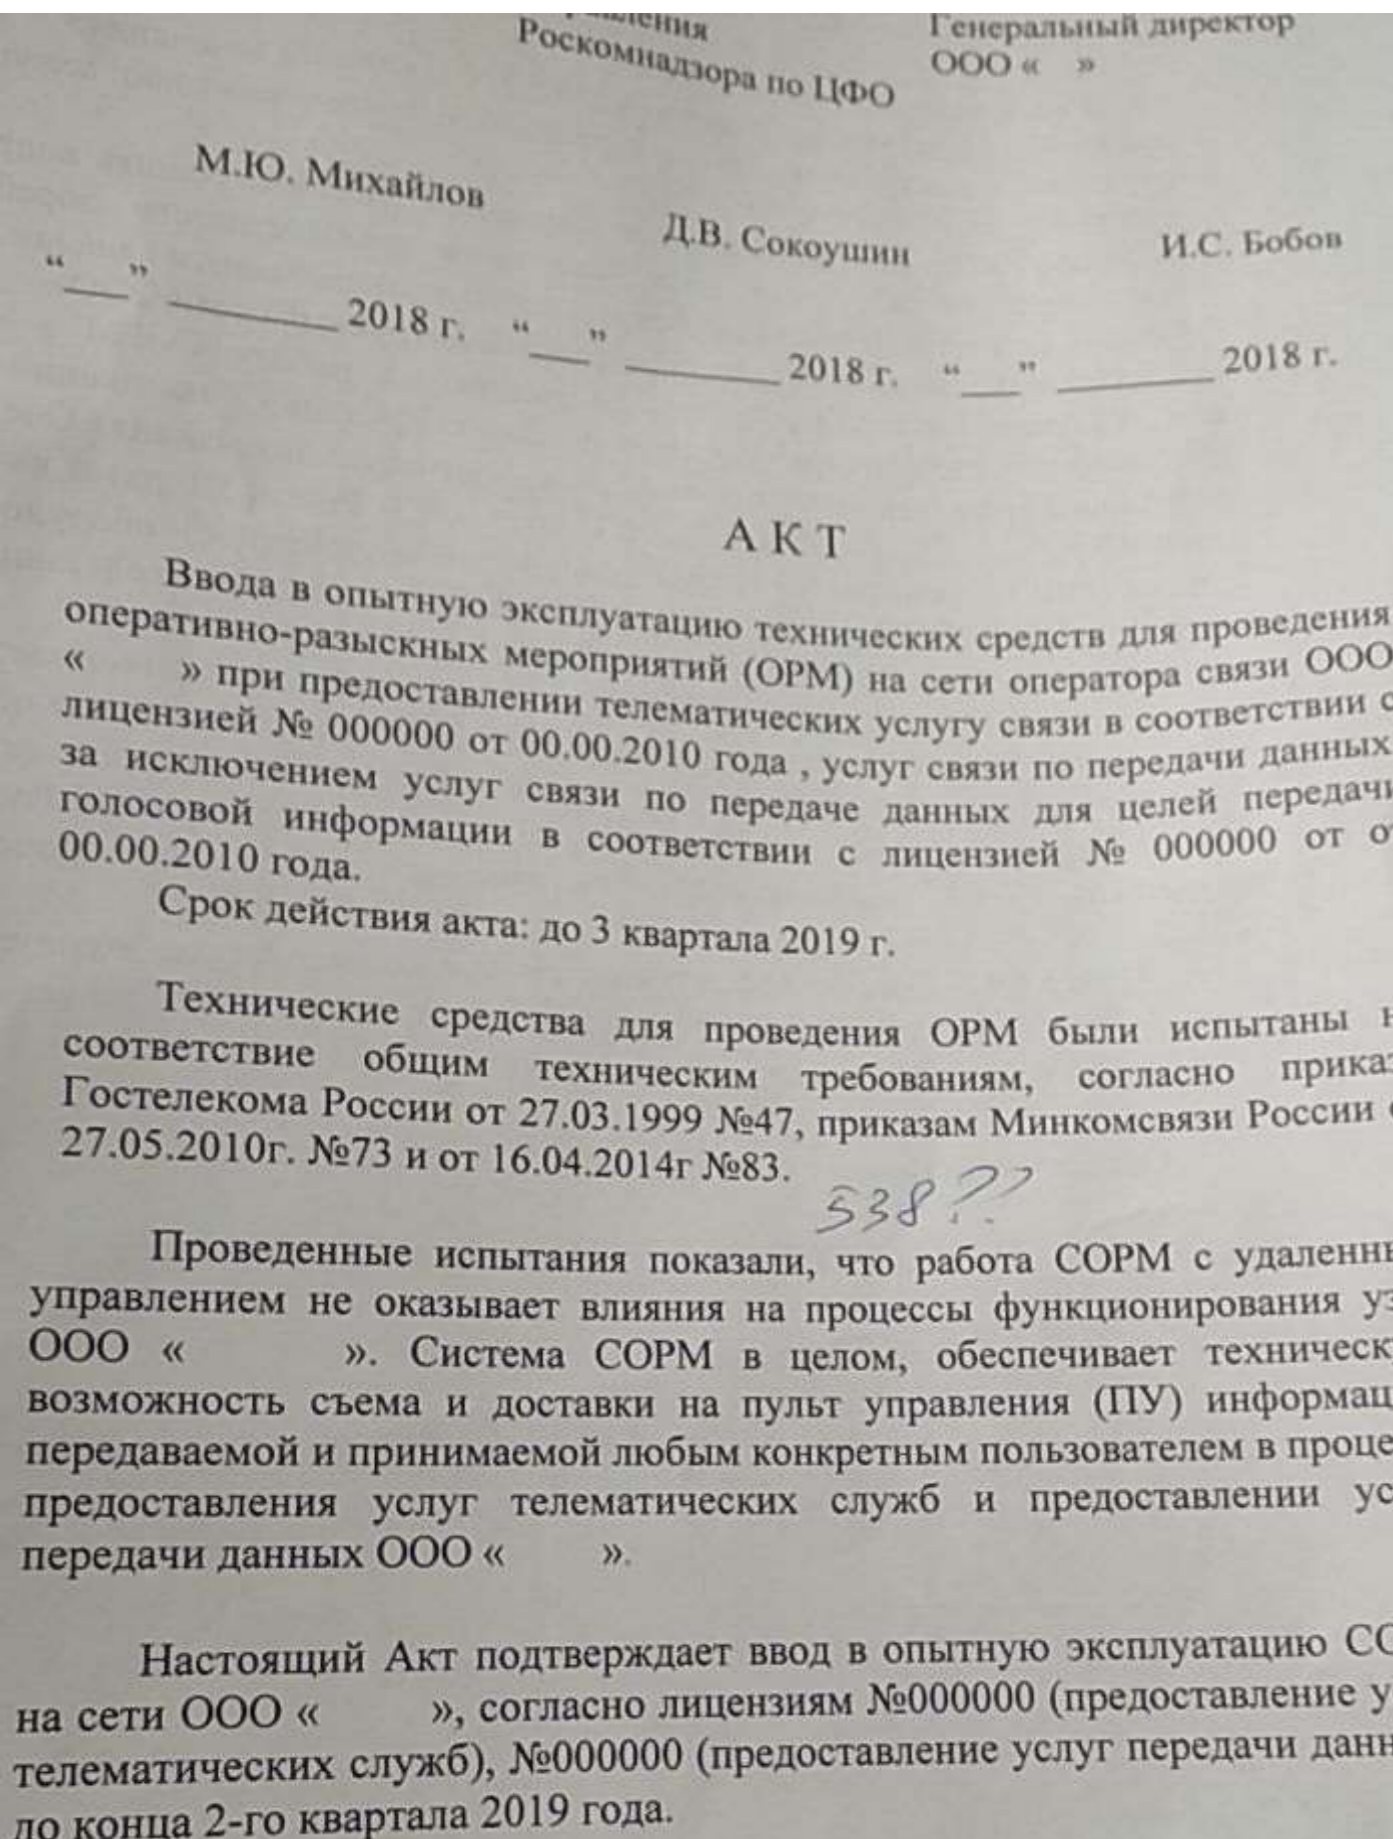 Генеральный директор
Роскомнадзора по ЦФО
ООО « »
М.Ю. Михайлов
Д.В. Сокоушин
И.С. Бобов
“___” _________ 2018 г. “___” ________ 2018 г. “___” ________ 2018 г.
А К Т
Ввода в опытную эксплуатацию технических средств для проведения
оперативно-разыскных мероприятий (ОРМ) на сети оператора связи ООО
« » при предоставлении телематических услугу связи в соответствии с
лицензией № 000000 от 00.00.2010 года , услуг связи по передачи данных
за исключением услуг связи по передаче данных для целей передачи
голосовой информации в соответствии с лицензией № 000000 от от
00.00.2010 года.
Срок действия акта: до 3 квартала 2019 г.
Технические средства для проведения ОРМ были испытаны
соответствие общим техническим требованиям, согласно
Гостелекома России от 27.03.1999 №47, приказам Минкомсвязи России
27.05.2010г. №73 и от 16.04.2014г №83.
538??
Проведенные испытания показали, что работа СОРМ с
управлением не оказывает влияния на процессы функционирования
ООО « ». Система СОРМ в целом, обеспечивает
возможность съема и доставки на пульт управления (ПУ)
передаваемой и принимаемой любым конкретным пользователем в
предоставления услуг телематических служб и предоставлении
передачи данных ООО « ».
Настоящий Акт подтверждает ввод в опытную эксплуатацию
на сети ООО « », согласно лицензиям №000000 (предоставление
телематических служб), №000000 (предоставление услуг передачи
до конца 2-го квартала 2019 года.